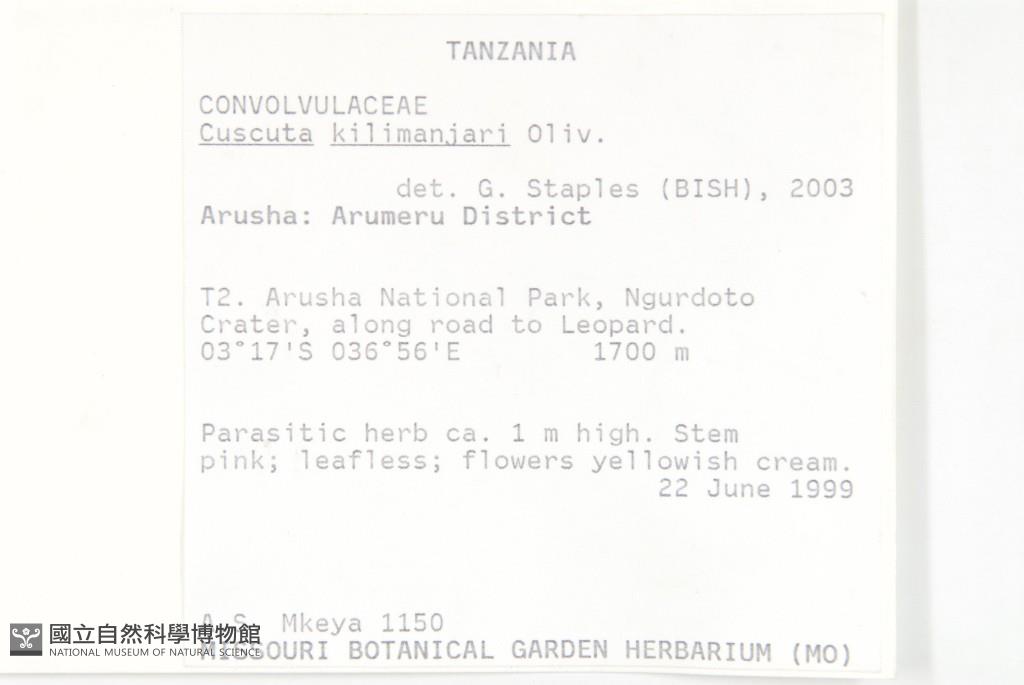 TANZANIA
CONVOLVULACEAE
Cuscuta kilimanjari Oliv.
det. G. Staples (BISH), 2003
Arusha: Arumeru District
T2. Arusha National Park, Ngurdoto
Crater, along road to Leopard.
03°17'S 036°56'E 1700 m
Parasitic herb ca. 1 m high. Stem
pink; leafless; flowers yellowish cream.
22 June 1999
A.S. Mkeya 1150
MISSOURI BOTANICAL GARDEN HERBARIUM (MO)
國立自然科學博物館
NATIONAL MUSEUM OF NATURAL SCIENCE